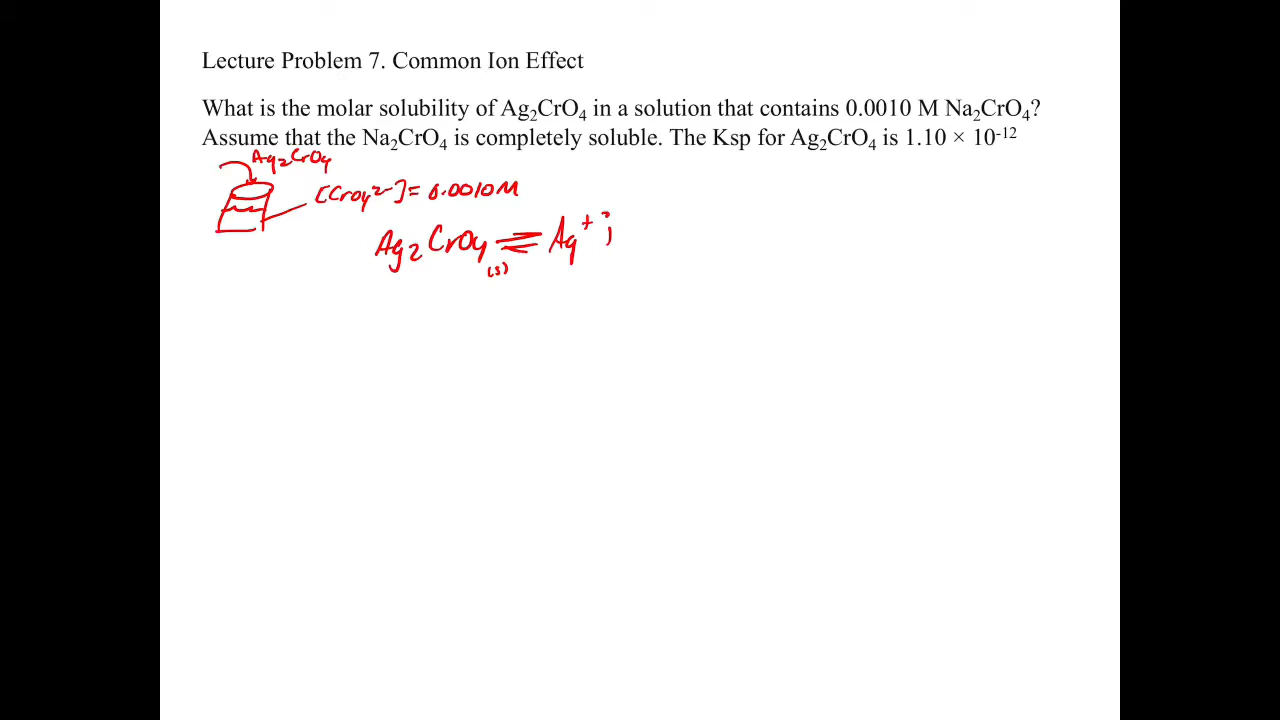 Lecture Problem 7. Common Ion Effect
What is the molar solubility of Ag₂CrO₄ in a solution that contains 0.0010 M Na₂CrO₄?
Assume that the Na₂CrO₄ is completely soluble. The Ksp for Ag₂CrO₄ is 1.10 × 10⁻¹²
Ag₂CrO₄
[CrO₄²⁻] = 0.0010 M
Ag₂CrO₄(s) ⇌ Ag⁺